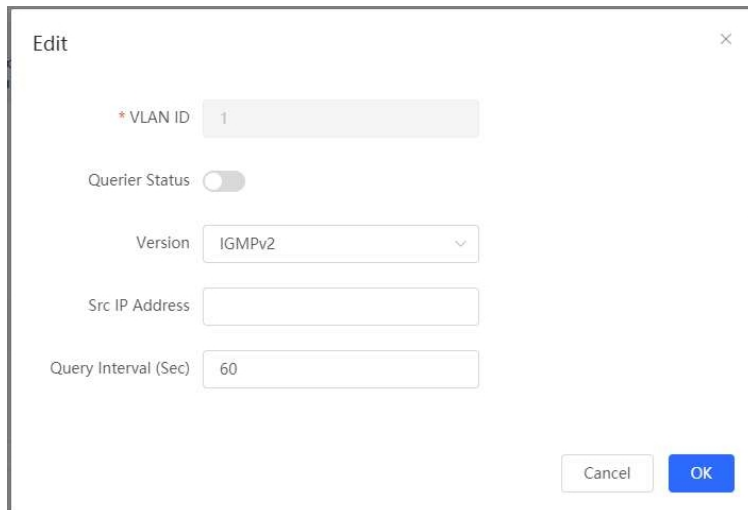 Edit
* VLAN ID 1
Querier Status
Version IGMPv2
Src IP Address
Query Interval (Sec) 60
Cancel OK